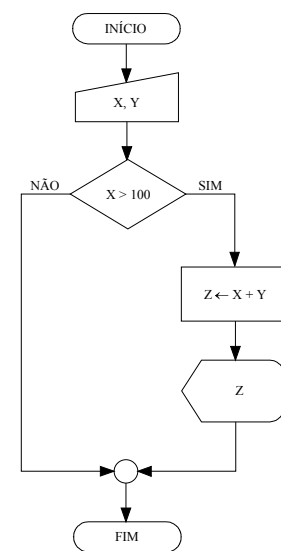 INÍCIO
X, Y
NÃO
X > 100
SIM
Z ← X + Y
Z
FIM